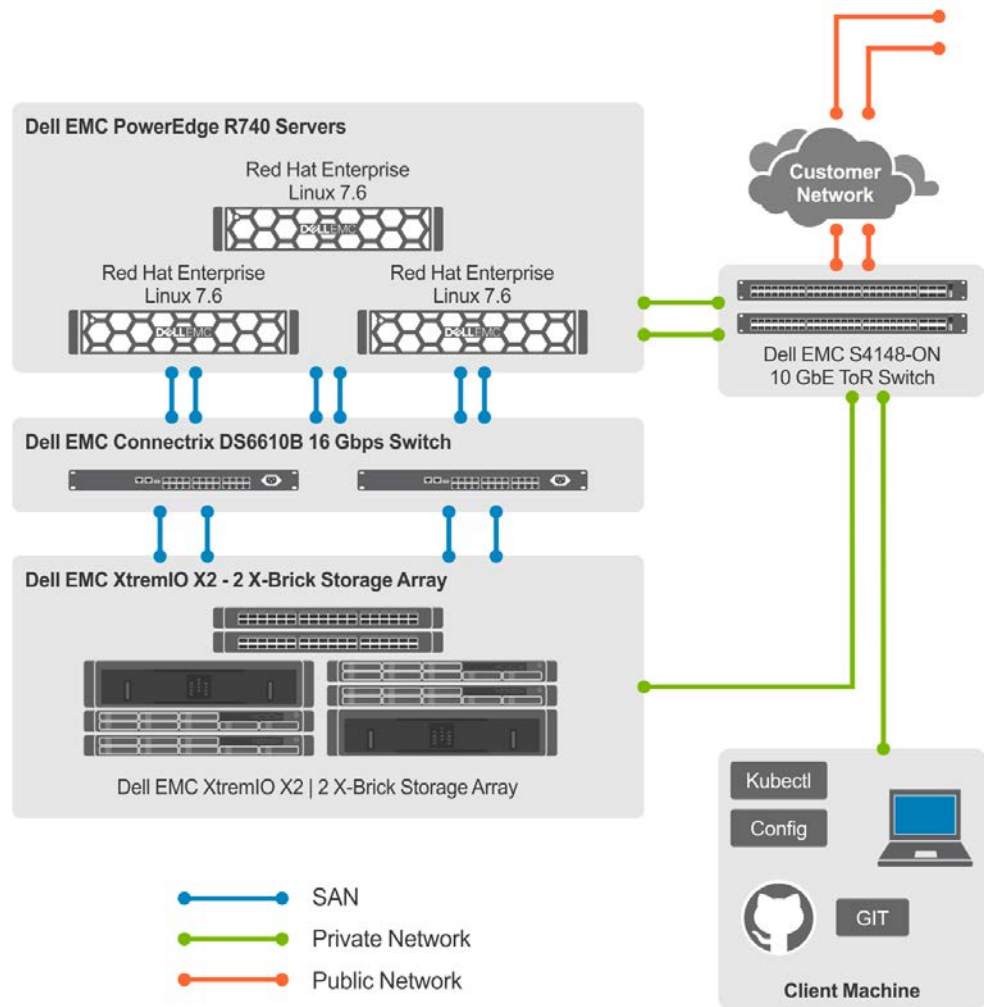 Dell EMC PowerEdge R740 Servers
Red Hat Enterprise
Linux 7.6
DELLEMC
Red Hat Enterprise
Linux 7.6
DELLEMC
Red Hat Enterprise
Linux 7.6
DELLEMC
Customer
Network
Dell EMC S4148-ON
10 GbE ToR Switch
Dell EMC Connectrix DS6610B 16 Gbps Switch
Dell EMC XtremIO X2 - 2 X-Brick Storage Array
Dell EMC XtremIO X2 | 2 X-Brick Storage Array
Kubectl
Config
GIT
Client Machine
SAN
Private Network
Public Network